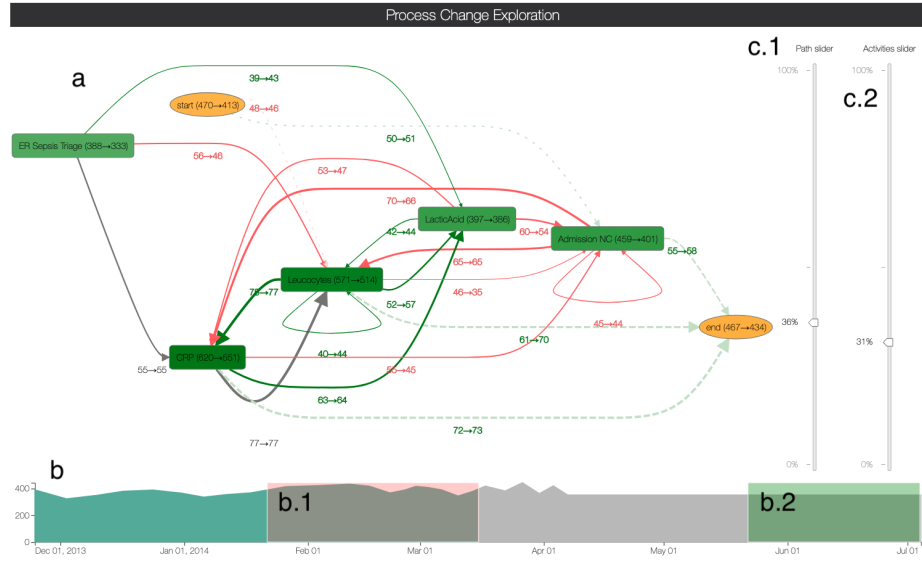 Process Change Exploration
c.1
Path slider
Activities slider
a
100%
100%
39→43
c.2
start (470→413)
48→46
50→51
ER Sepsis Triage (388→333)
56→46
53→47
70→66
LacticAcid (397→386)
42→44
60→54
Admission NC (459→401)
55→58
65→65
Leucocytes (571→514)
75→77
46→35
52→57
45→44
36%
end (467→434)
61→70
31%
CRP (620→551)
40→44
55→55
55→45
63→64
72→73
77→77
0%
0%
b
400
b.1
b.2
200
0
Dec 01, 2013
Jan 01, 2014
Feb 01
Mar 01
Apr 01
May 01
Jun 01
Jul 01